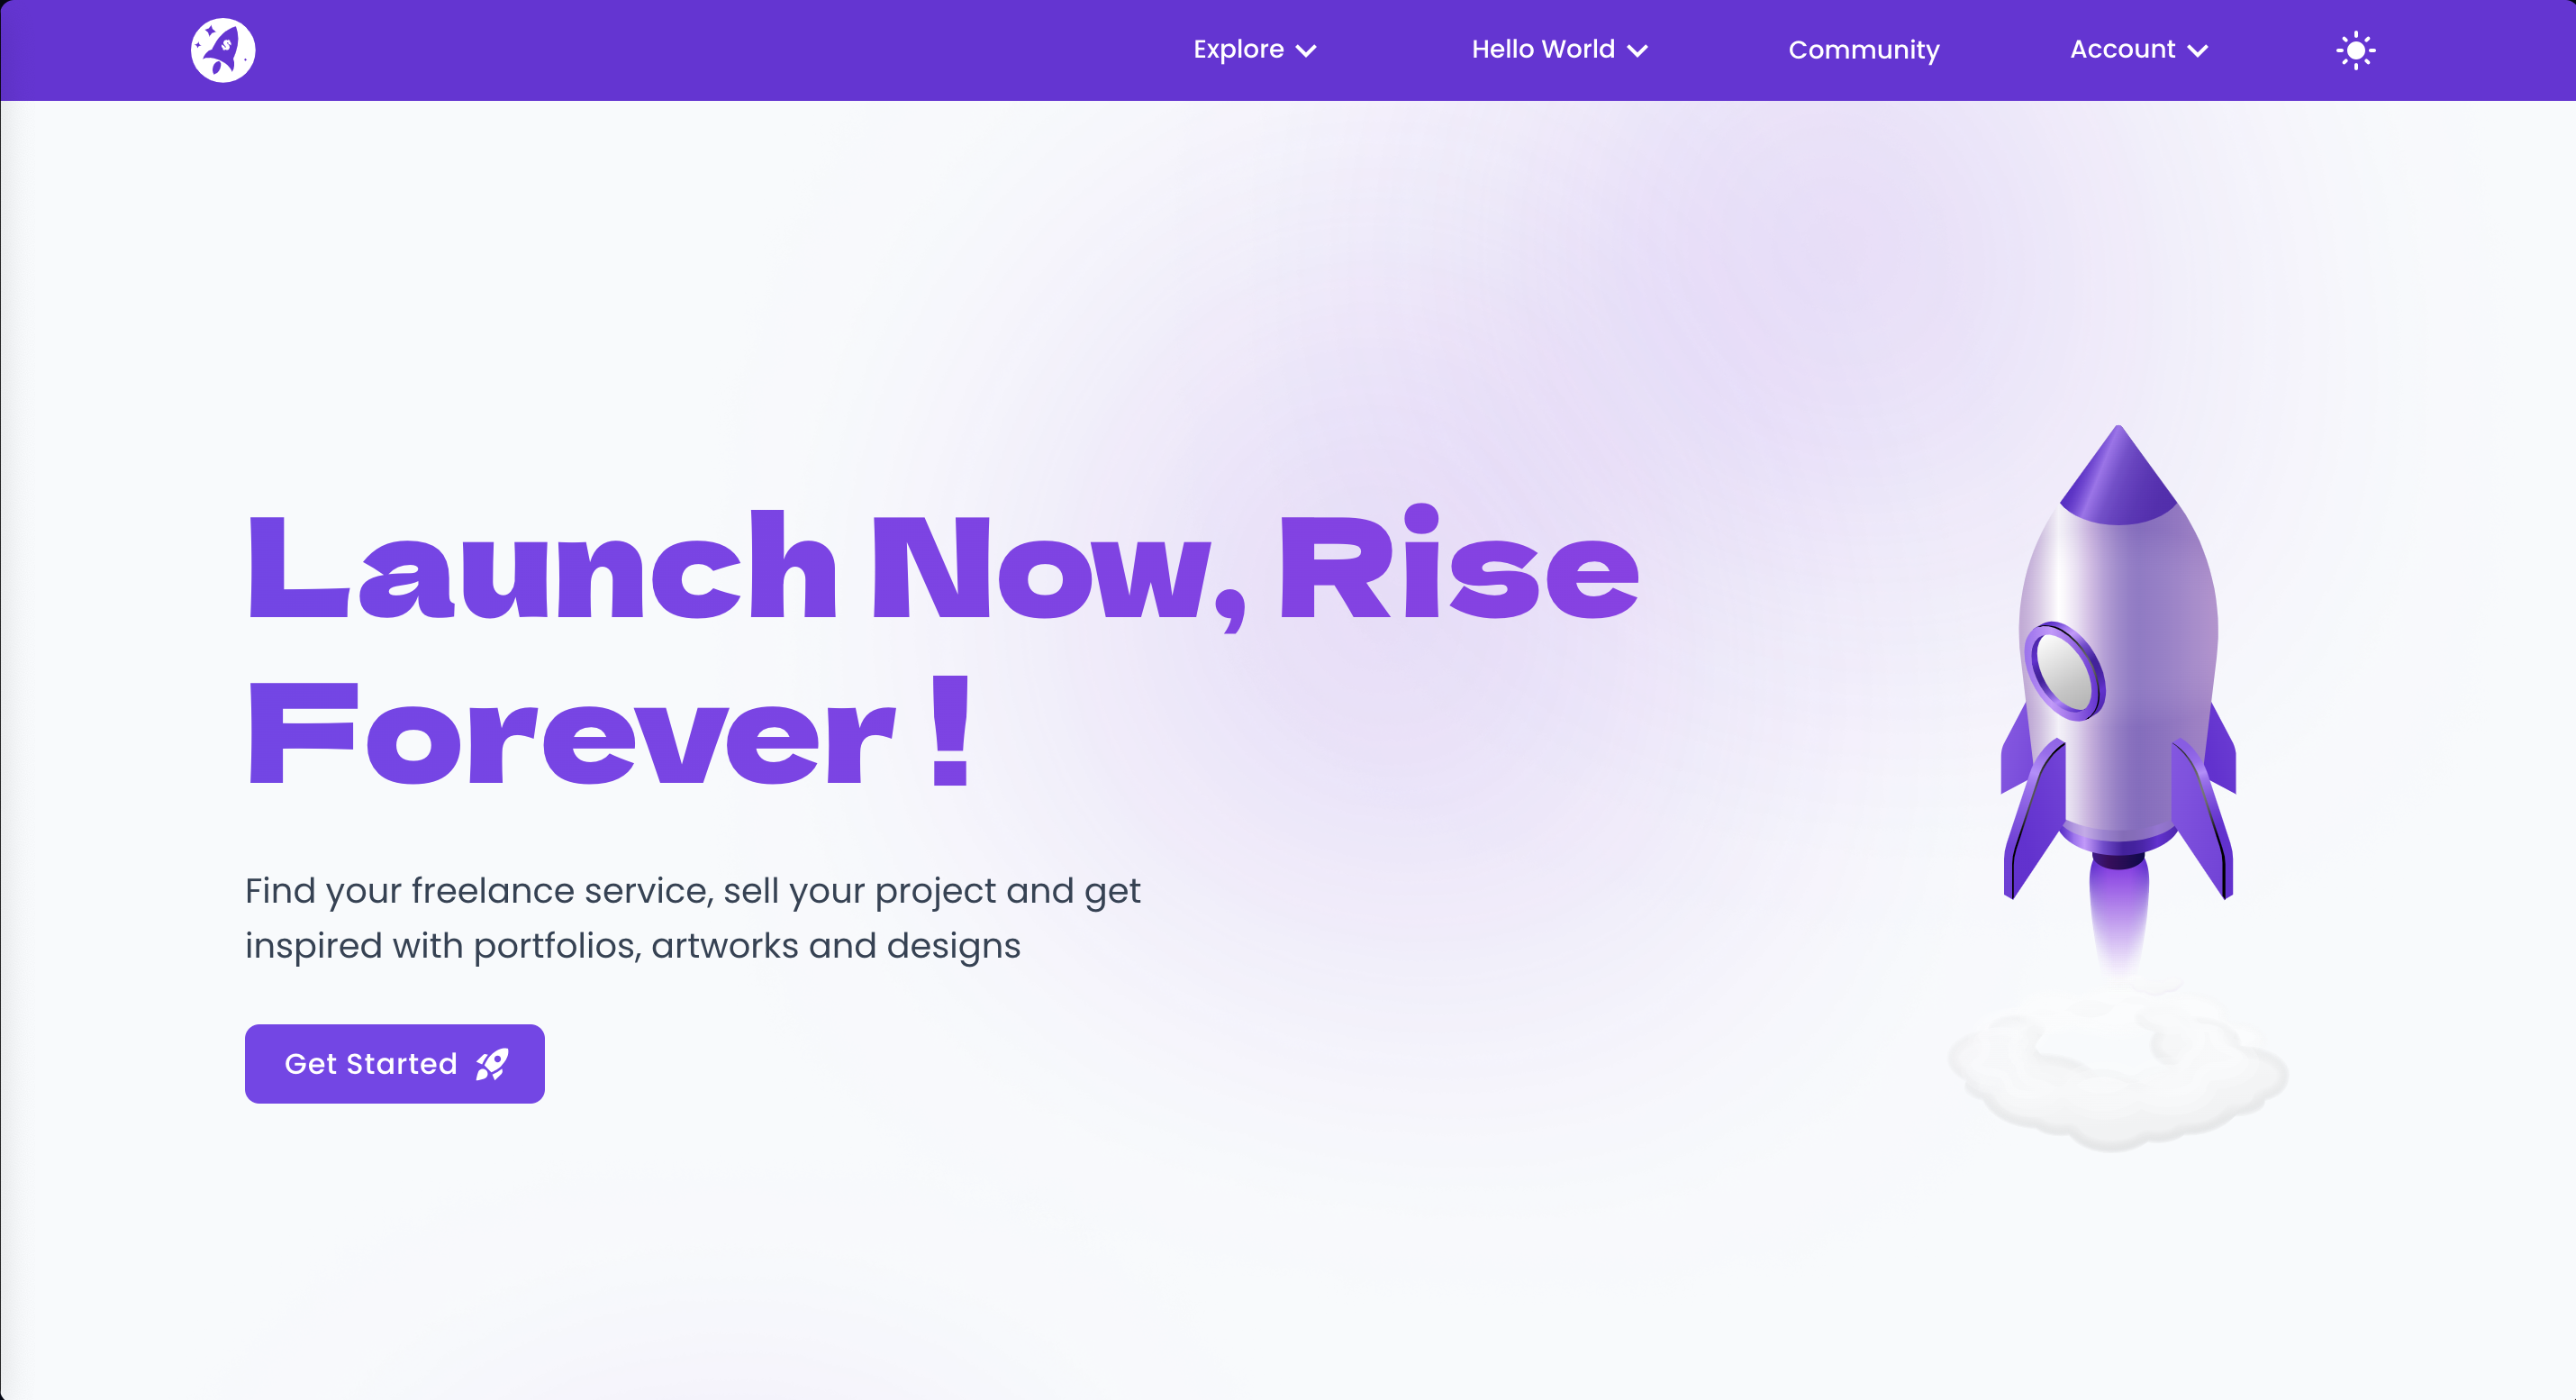 Explore
Hello World
Community
Account
Launch Now, Rise
Forever !
Find your freelance service, sell your project and get
inspired with portfolios, artworks and designs
Get Started